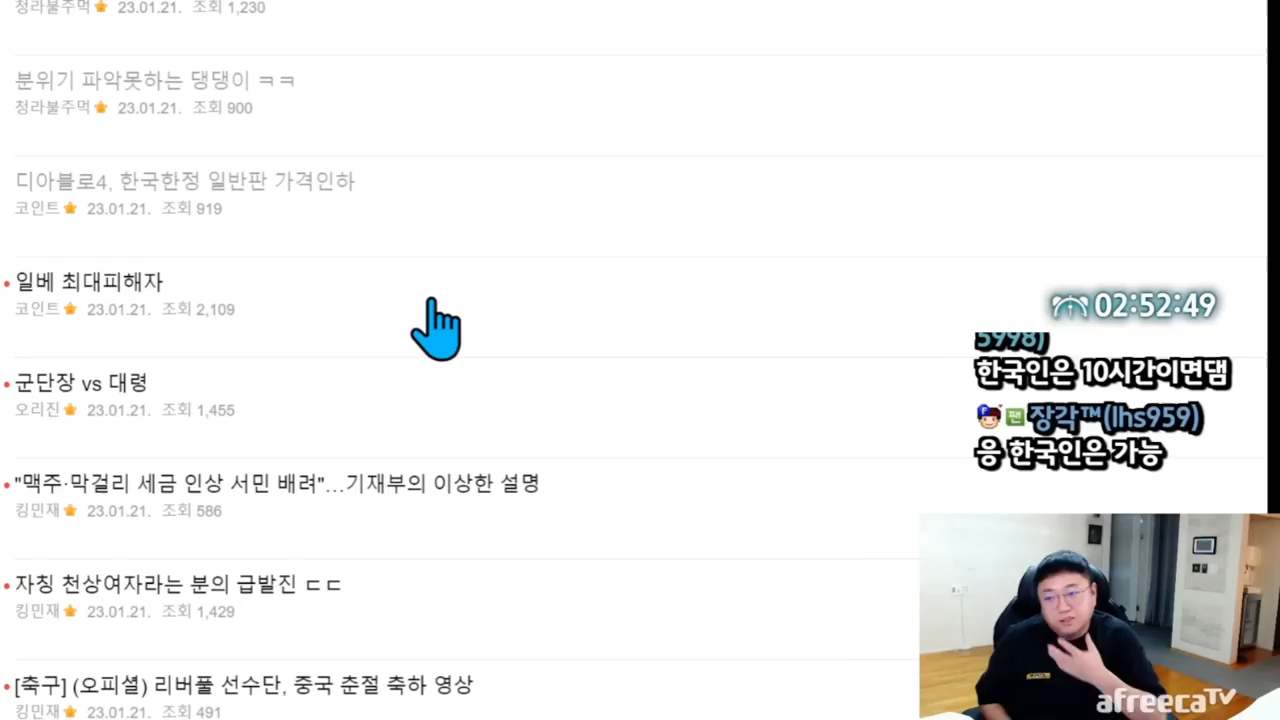 청라불주먹 23.01.21. 조회 1,230
분위기 파악못하는 댕댕이 ㅋㅋ
청라불주먹 23.01.21. 조회 900
디아블로4, 한국한정 일반판 가격인하
코인트 23.01.21. 조회 919
일베 최대피해자
코인트 23.01.21. 조회 2,109
군단장 vs 대령
오리진 23.01.21. 조회 1,455
"맥주·막걸리 세금 인상 서민 배려"…기재부의 이상한 설명
킹민재 23.01.21. 조회 586
자칭 천상여자라는 분의 급발진 ㄷㄷ
킹민재 23.01.21. 조회 1,429
[축구] (오피셜) 리버풀 선수단, 중국 춘절 축하 영상
킹민재 23.01.21. 조회 491
02:52:49
5998)
한국인은 10시간이면댐
팬 장각™(lhs959)
응 한국인은 가능
afreecaTV